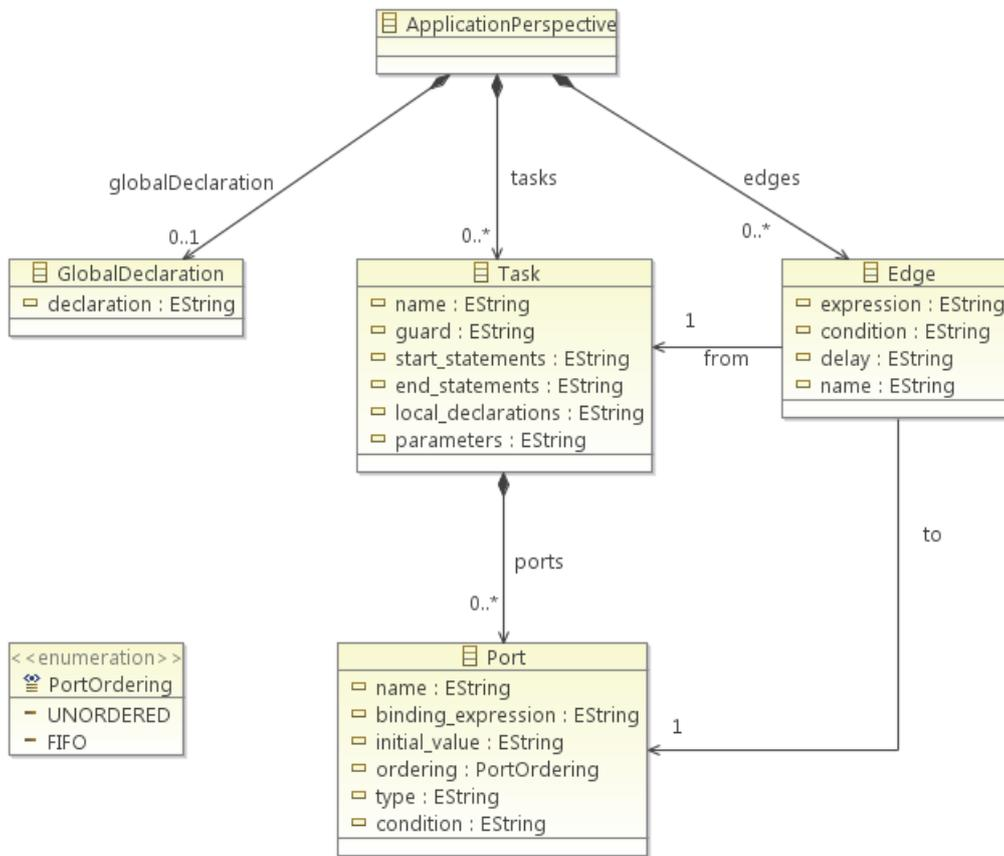 ApplicationPerspective
globalDeclaration
tasks
edges
0..1
0..*
0..*
GlobalDeclaration
declaration : EString
Task
name : EString
guard : EString
start_statements : EString
end_statements : EString
local_declarations : EString
parameters : EString
1
from
Edge
expression : EString
condition : EString
delay : EString
name : EString
to
ports
0..*
<<enumeration>>
PortOrdering
UNORDERED
FIFO
Port
name : EString
binding_expression : EString
initial_value : EString
ordering : PortOrdering
type : EString
condition : EString
1